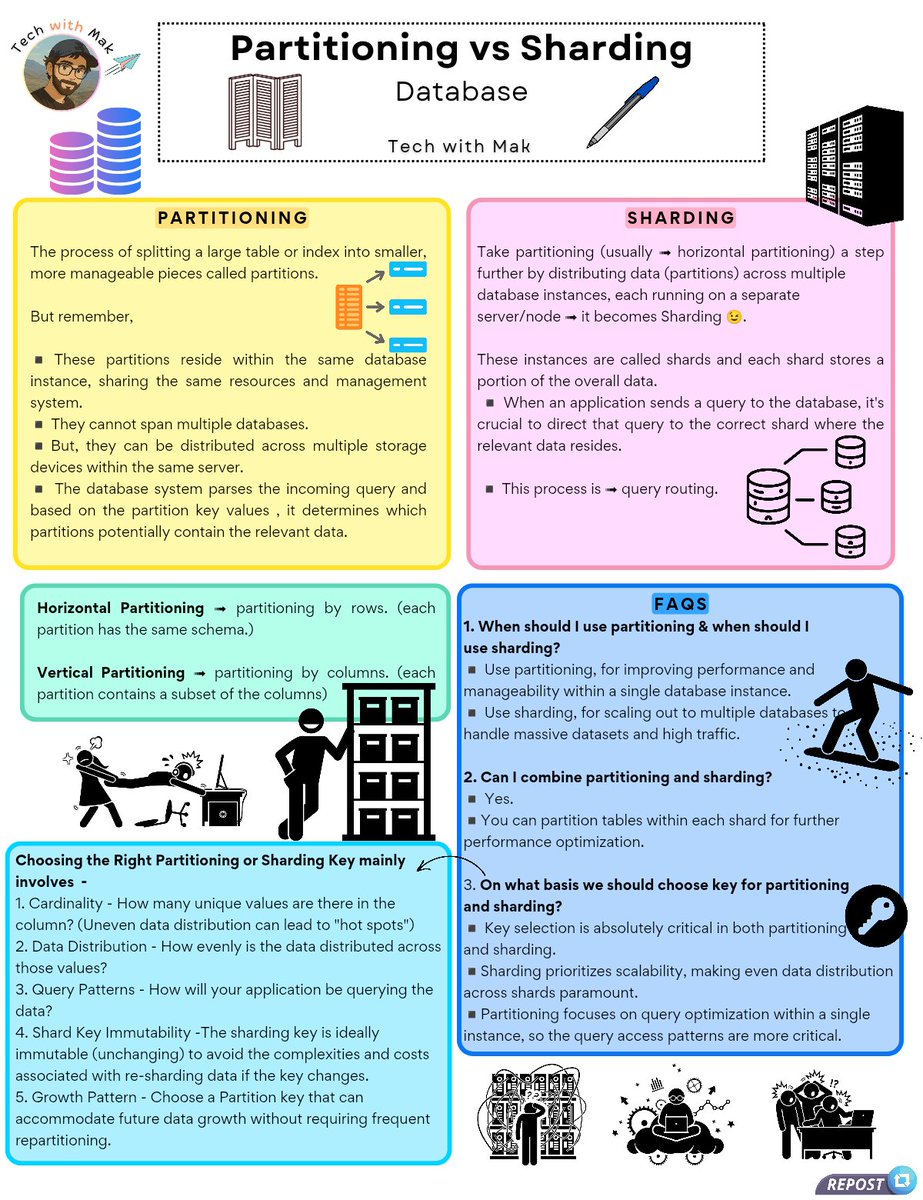 Tech with Mak
Partitioning vs Sharding
Database
Tech with Mak
PARTITIONING
The process of splitting a large table or index into smaller,
more manageable pieces called partitions.
But remember,
▪ These partitions reside within the same database
instance, sharing the same resources and management
system.
▪ They cannot span multiple databases.
▪ But, they can be distributed across multiple storage
devices within the same server.
▪ The database system parses the incoming query and
based on the partition key values , it determines which
partitions potentially contain the relevant data.
SHARDING
Take partitioning (usually ➟ horizontal partitioning) a step
further by distributing data (partitions) across multiple
database instances, each running on a separate
server/node ➟ it becomes Sharding 😉.
These instances are called shards and each shard stores a
portion of the overall data.
▪ When an application sends a query to the database, it's
crucial to direct that query to the correct shard where the
relevant data resides.
▪ This process is ➟ query routing.
Horizontal Partitioning ➟ partitioning by rows. (each
partition has the same schema.)
Vertical Partitioning ➟ partitioning by columns. (each
partition contains a subset of the columns)
FAQS
1. When should I use partitioning & when should I
use sharding?
▪ Use partitioning, for improving performance and
manageability within a single database instance.
▪ Use sharding, for scaling out to multiple databases to
handle massive datasets and high traffic.
2. Can I combine partitioning and sharding?
▪ Yes.
▪ You can partition tables within each shard for further
performance optimization.
3. On what basis we should choose key for partitioning
and sharding?
▪ Key selection is absolutely critical in both partitioning
and sharding.
▪ Sharding prioritizes scalability, making even data distribution
across shards paramount.
▪ Partitioning focuses on query optimization within a single
instance, so the query access patterns are more critical.
Choosing the Right Partitioning or Sharding Key mainly
involves -
1. Cardinality - How many unique values are there in the
column? (Uneven data distribution can lead to "hot spots")
2. Data Distribution - How evenly is the data distributed across
those values?
3. Query Patterns - How will your application be querying the
data?
4. Shard Key Immutability -The sharding key is ideally
immutable (unchanging) to avoid the complexities and costs
associated with re-sharding data if the key changes.
5. Growth Pattern - Choose a Partition key that can
accommodate future data growth without requiring frequent
repartitioning.
!?
REPOST